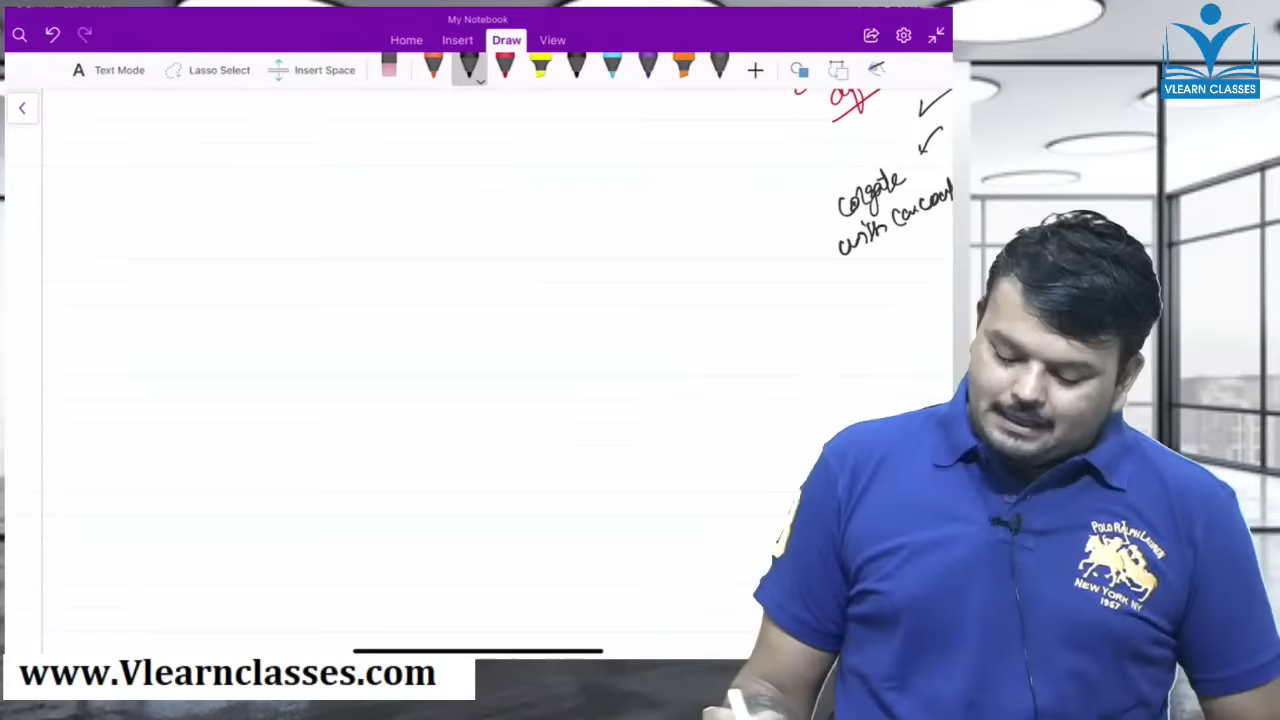 My Notebook
Home Insert Draw View
A Text Mode Lasso Select Insert Space
colgate
with
VLEARN CLASSES
POLO RALPH LAUREN
NEW YORK NY
1967
www.Vlearnclasses.com